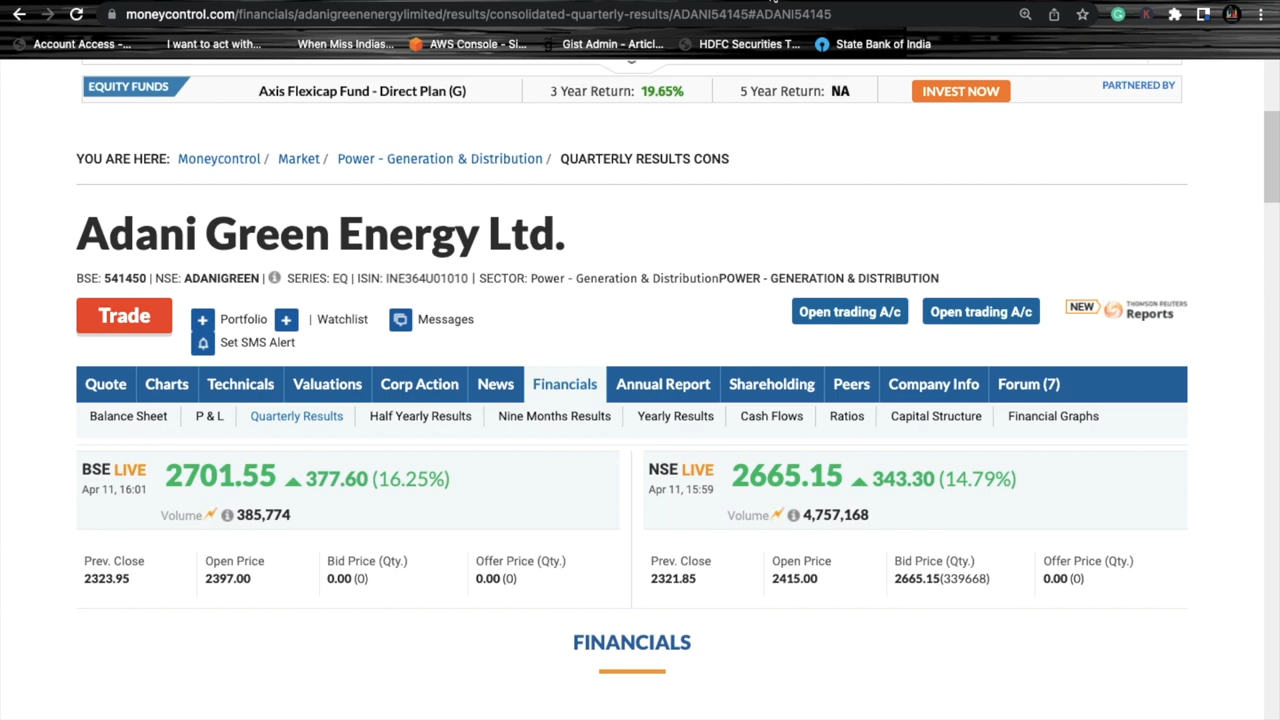 moneycontrol.com/financials/adanigreenenergylimited/results/consolidated-quarterly-results/ADANI54145#ADANI54145
Account Access -... I want to act with... When Miss Indias... AWS Console - Si... Gist Admin - Articl... HDFC Securities T... State Bank of India
EQUITY FUNDS Axis Flexicap Fund - Direct Plan (G) 3 Year Return: 19.65% 5 Year Return: NA INVEST NOW PARTNERED BY
YOU ARE HERE: Moneycontrol / Market / Power - Generation & Distribution / QUARTERLY RESULTS CONS
Adani Green Energy Ltd.
BSE: 541450 | NSE: ADANIGREEN | SERIES: EQ | ISIN: INE364U01010 | SECTOR: Power - Generation & DistributionPOWER - GENERATION & DISTRIBUTION
Trade + Portfolio + | Watchlist Messages Open trading A/c Open trading A/c NEW THOMSON REUTERS Reports
Set SMS Alert
Quote Charts Technicals Valuations Corp Action News Financials Annual Report Shareholding Peers Company Info Forum (7)
Balance Sheet P & L Quarterly Results Half Yearly Results Nine Months Results Yearly Results Cash Flows Ratios Capital Structure Financial Graphs
BSE LIVE 2701.55 377.60 (16.25%)
Apr 11, 16:01
Volume 385,774
Prev. Close Open Price Bid Price (Qty.) Offer Price (Qty.)
2323.95 2397.00 0.00 (0) 0.00 (0)
NSE LIVE 2665.15 343.30 (14.79%)
Apr 11, 15:59
Volume 4,757,168
Prev. Close Open Price Bid Price (Qty.) Offer Price (Qty.)
2321.85 2415.00 2665.15(339668) 0.00 (0)
FINANCIALS